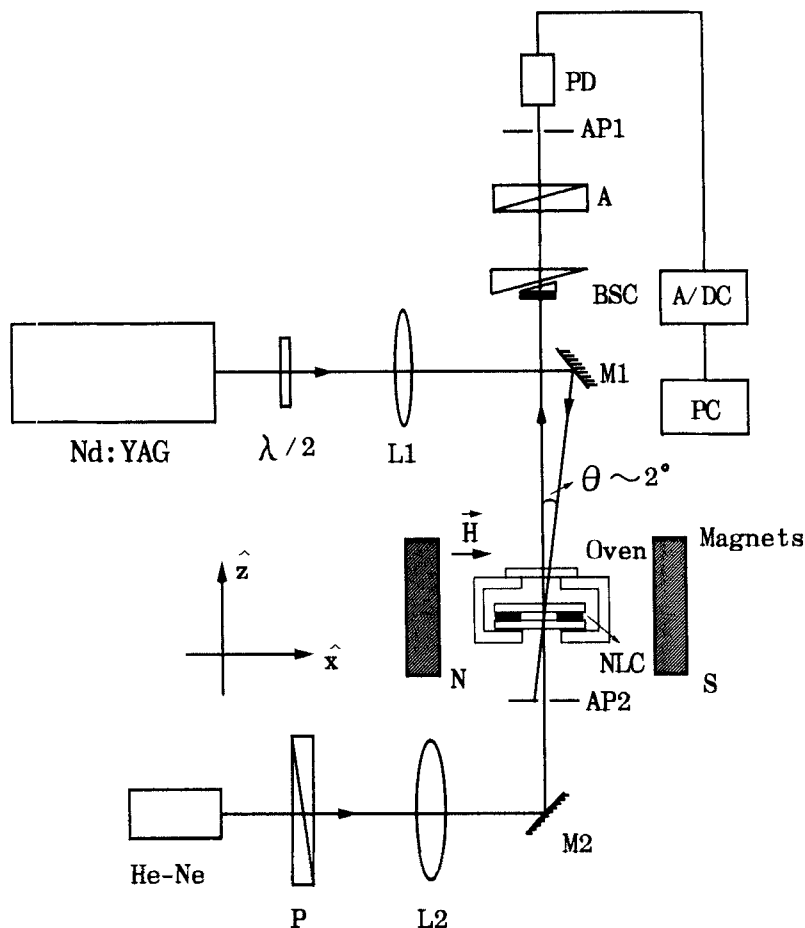 PD
AP1
A
BSC
A/DC
M1
PC
Nd:YAG
λ/2
L1
θ ~ 2°
H⃗
Oven
Magnets
ẑ
x̂
N
NLC
S
AP2
He-Ne
P
L2
M2